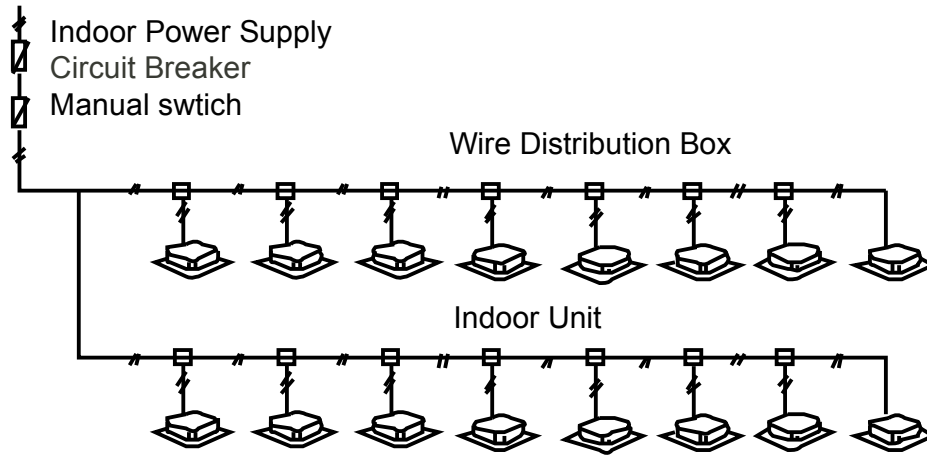 Indoor Power Supply
Circuit Breaker
Manual swtich
Wire Distribution Box
Indoor Unit